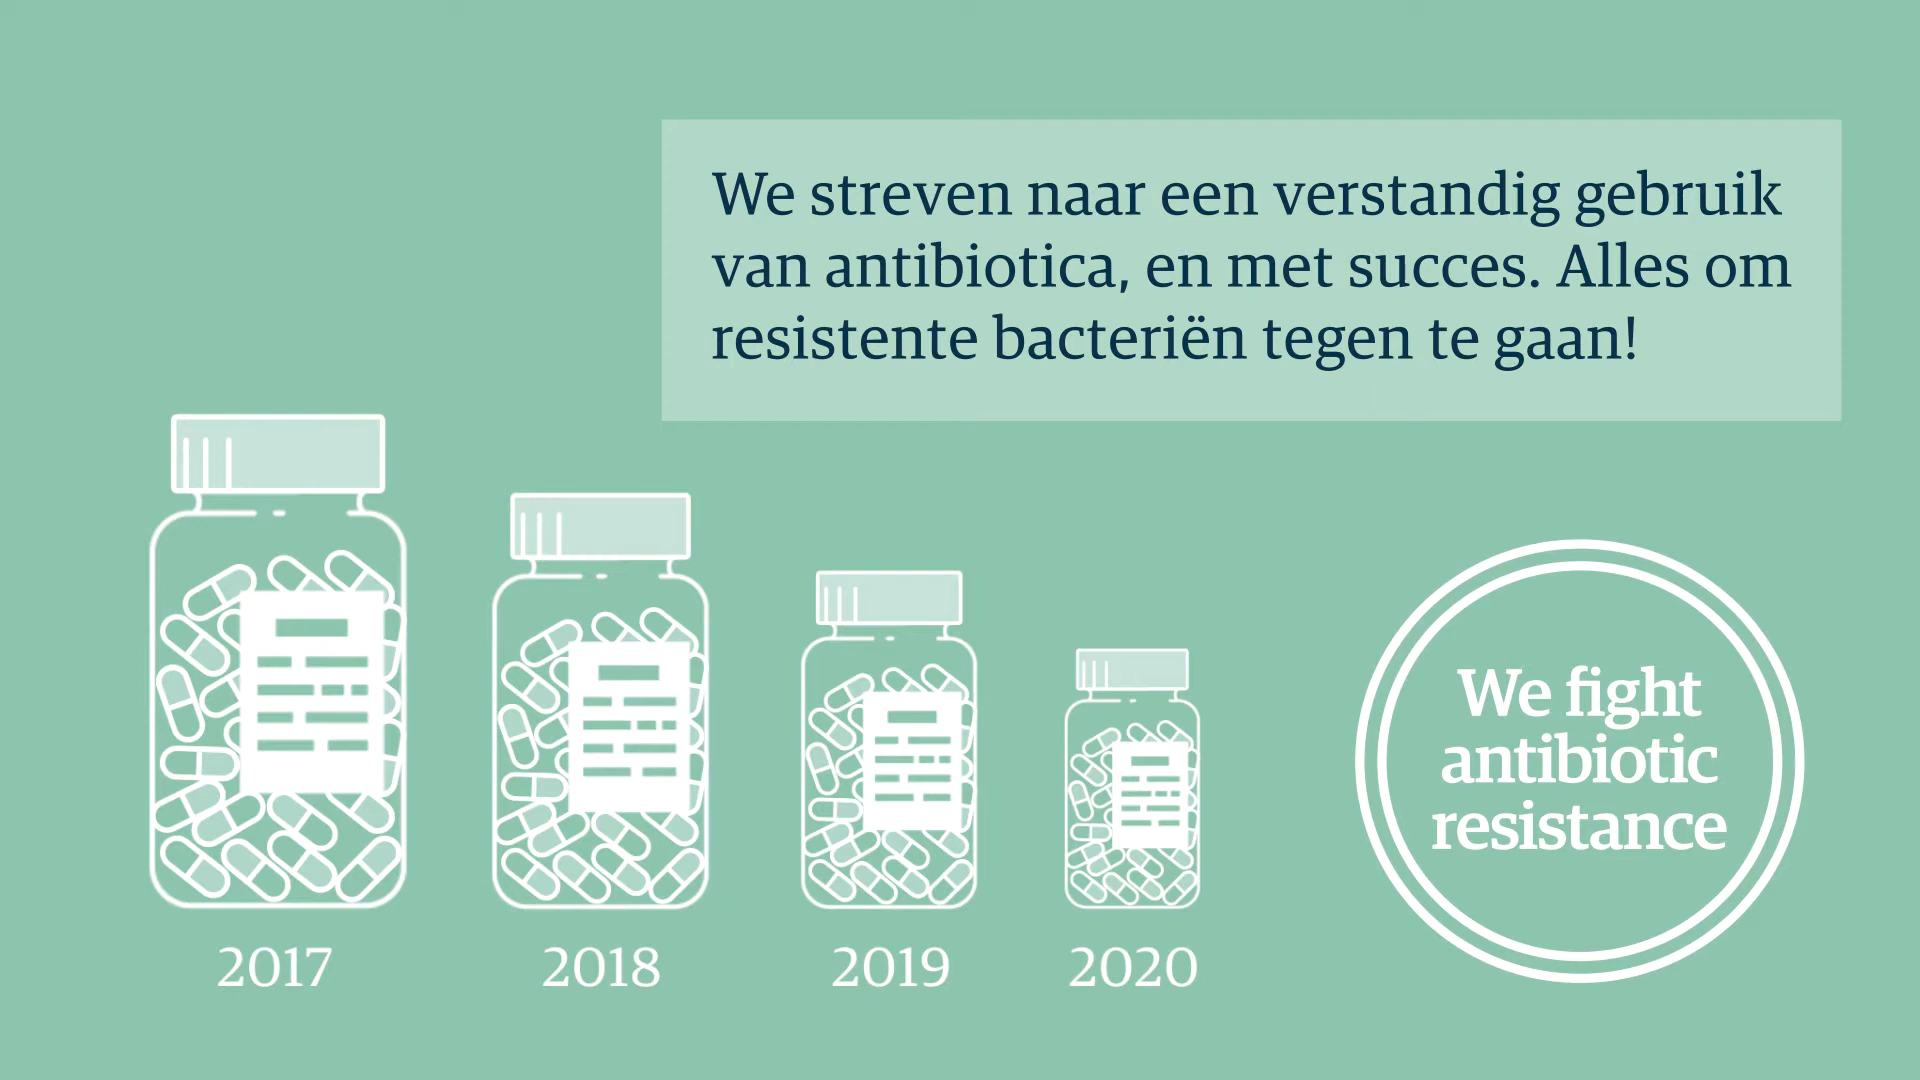 We streven naar een verstandig gebruik
van antibiotica, en met succes. Alles om
resistente bacteriën tegen te gaan!
We fight
antibiotic
resistance
2017
2018
2019
2020